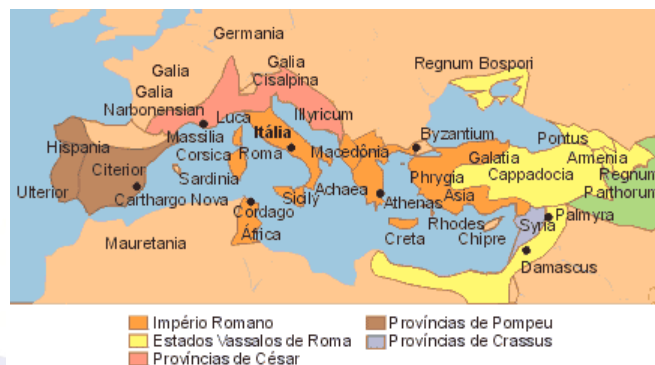 Germania
Regnum Bospori
Galia
Galia
Cisalpina
Galia
Narbonensian
Luca
Illyricum
Massilia
Itália
Byzantium
Pontus
Hispania
Corsica
Roma
Macedônia
Galatia
Armenia
Citerior
Phrygia
Cappadocia
Regnum
Parthorum
Ulterior
Sardinia
Achaea
Asia
Carthargo Nova
Sicily
Athenas
Cordago
Rhodes
Syria
Palmyra
África
Creta
Chipre
Mauretania
Damascus
Império Romano
Províncias de Pompeu
Estados Vassalos de Roma
Províncias de Crassus
Províncias de César